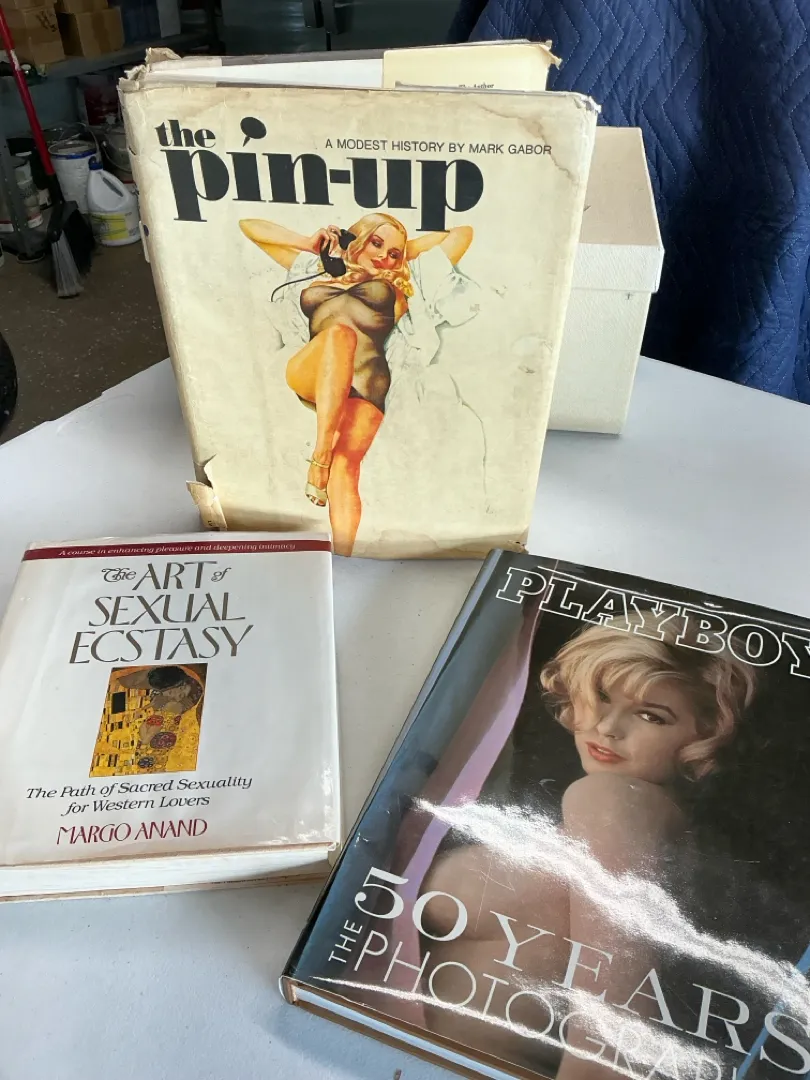 the
pin-up
A MODEST HISTORY BY MARK GABOR
A course in enhancing pleasure and deepening intimacy
The ART of
SEXUAL
ECSTASY
The Path of Sacred Sexuality
for Western Lovers
MARGO ANAND
PLAYBOY
50 YEARS
THE PHOTOGRAPH